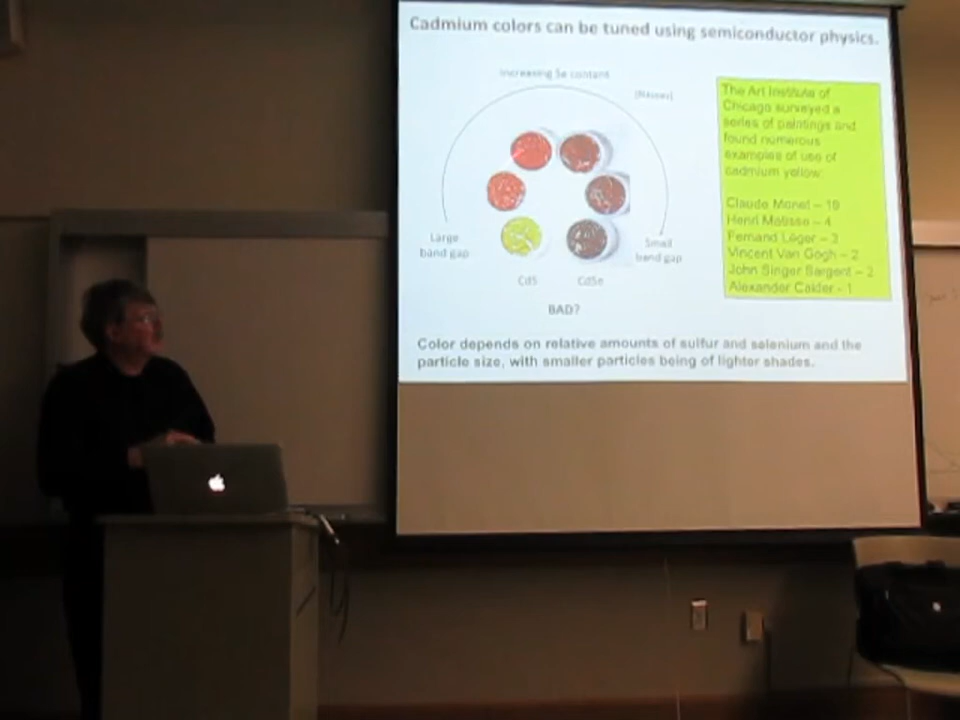 Cadmium colors can be tuned using semiconductor physics.
Increasing Se content
Large
band gap
Small
band gap
CdS CdSe
BAD?
The Art Institute of
Chicago surveyed a
series of paintings and
found numerous
examples of use of
cadmium yellow:
Claude Monet – 10
Henri Matisse – 4
Fernand Léger – 3
Vincent Van Gogh – 2
John Singer Sargent – 2
Alexander Calder - 1
Color depends on relative amounts of sulfur and selenium and the
particle size, with smaller particles being of lighter shades.